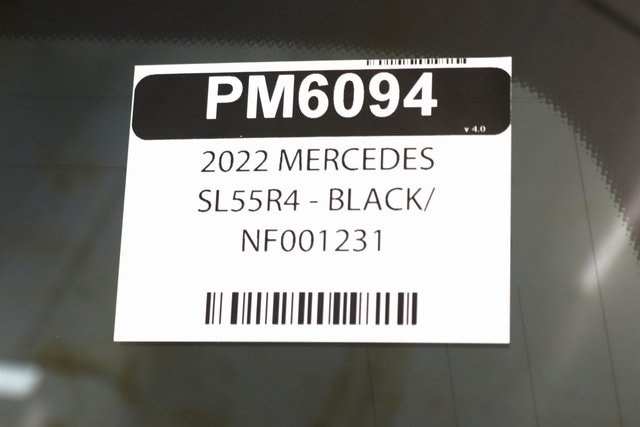 PM6094
v 4.0
2022 MERCEDES
SL55R4 - BLACK/
NF001231